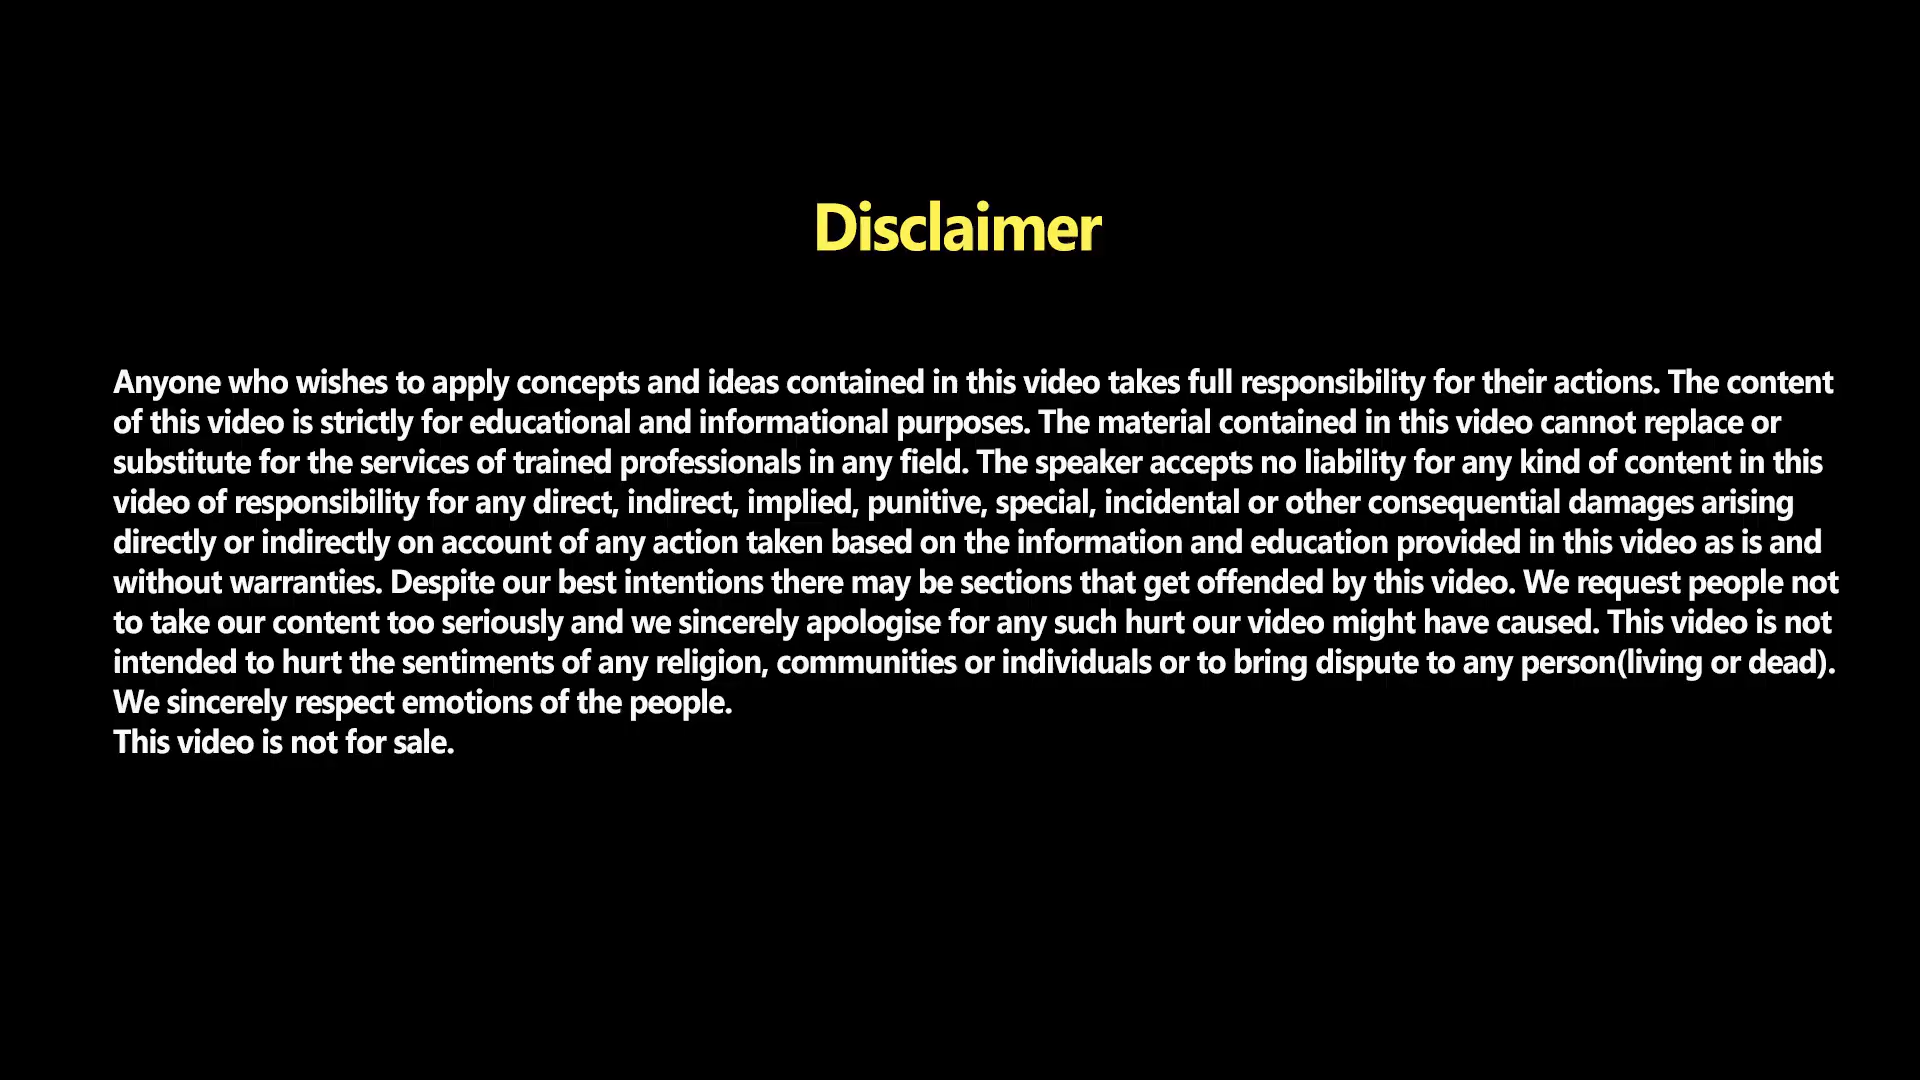 Disclaimer
Anyone who wishes to apply concepts and ideas contained in this video takes full responsibility for their actions. The content
of this video is strictly for educational and informational purposes. The material contained in this video cannot replace or
substitute for the services of trained professionals in any field. The speaker accepts no liability for any kind of content in this
video of responsibility for any direct, indirect, implied, punitive, special, incidental or other consequential damages arising
directly or indirectly on account of any action taken based on the information and education provided in this video as is and
without warranties. Despite our best intentions there may be sections that get offended by this video. We request people not
to take our content too seriously and we sincerely apologise for any such hurt our video might have caused. This video is not
intended to hurt the sentiments of any religion, communities or individuals or to bring dispute to any person(living or dead).
We sincerely respect emotions of the people.
This video is not for sale.